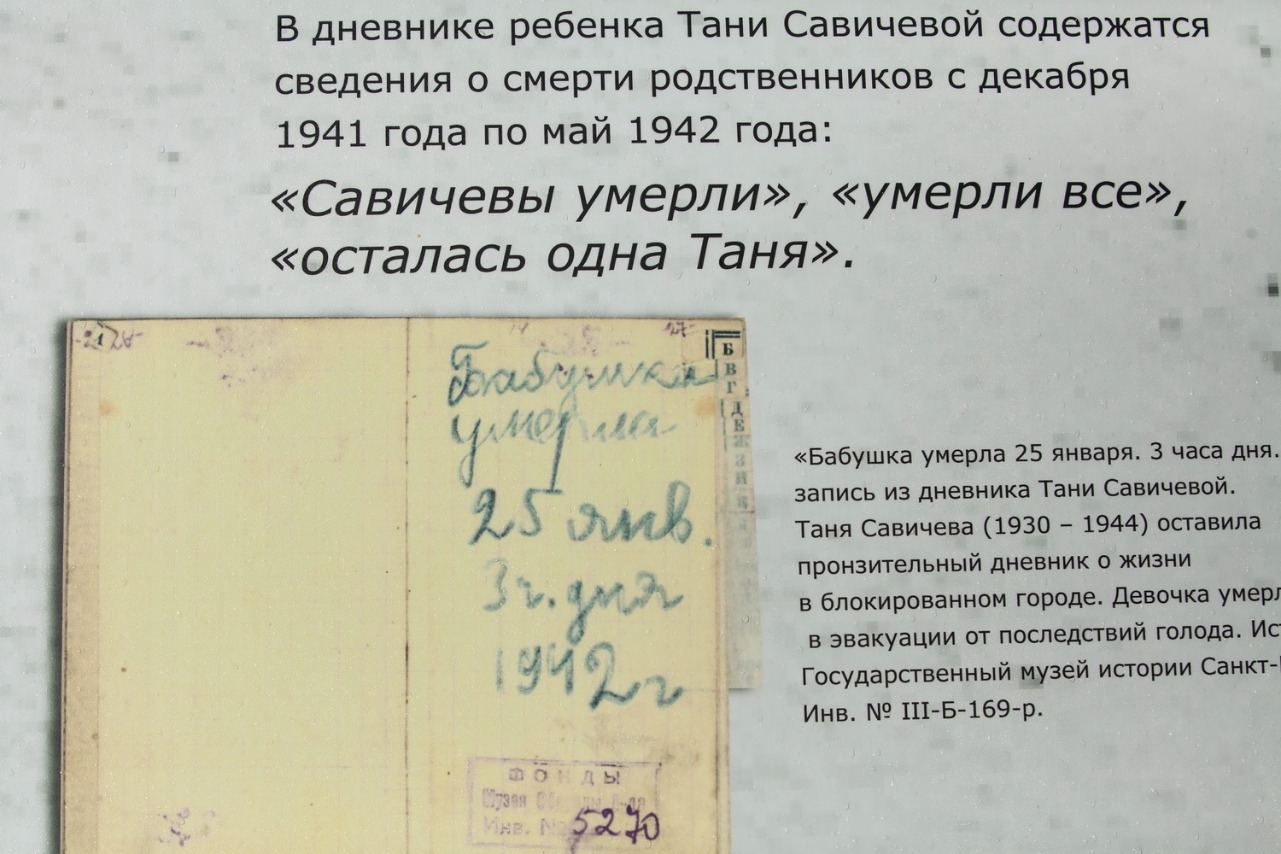 В дневнике ребенка Тани Савичевой содержатся
сведения о смерти родственников с декабря
1941 года по май 1942 года:
«Савичевы умерли», «умерли все»,
«осталась одна Таня».
27
Бабушка
умерла
25 янв.
3 ч. дня
1942 г
Б
В
Г
Д
Е
Ж
З
И
К
ФОНДЫ
Музея
Инв. № 5270
«Бабушка умерла 25 января. 3 часа дня.
запись из дневника Тани Савичевой.
Таня Савичева (1930 – 1944) оставила
пронзительный дневник о жизни
в блокированном городе. Девочка умерл
в эвакуации от последствий голода. Ис
Государственный музей истории Санкт-
Инв. № III-Б-169-р.